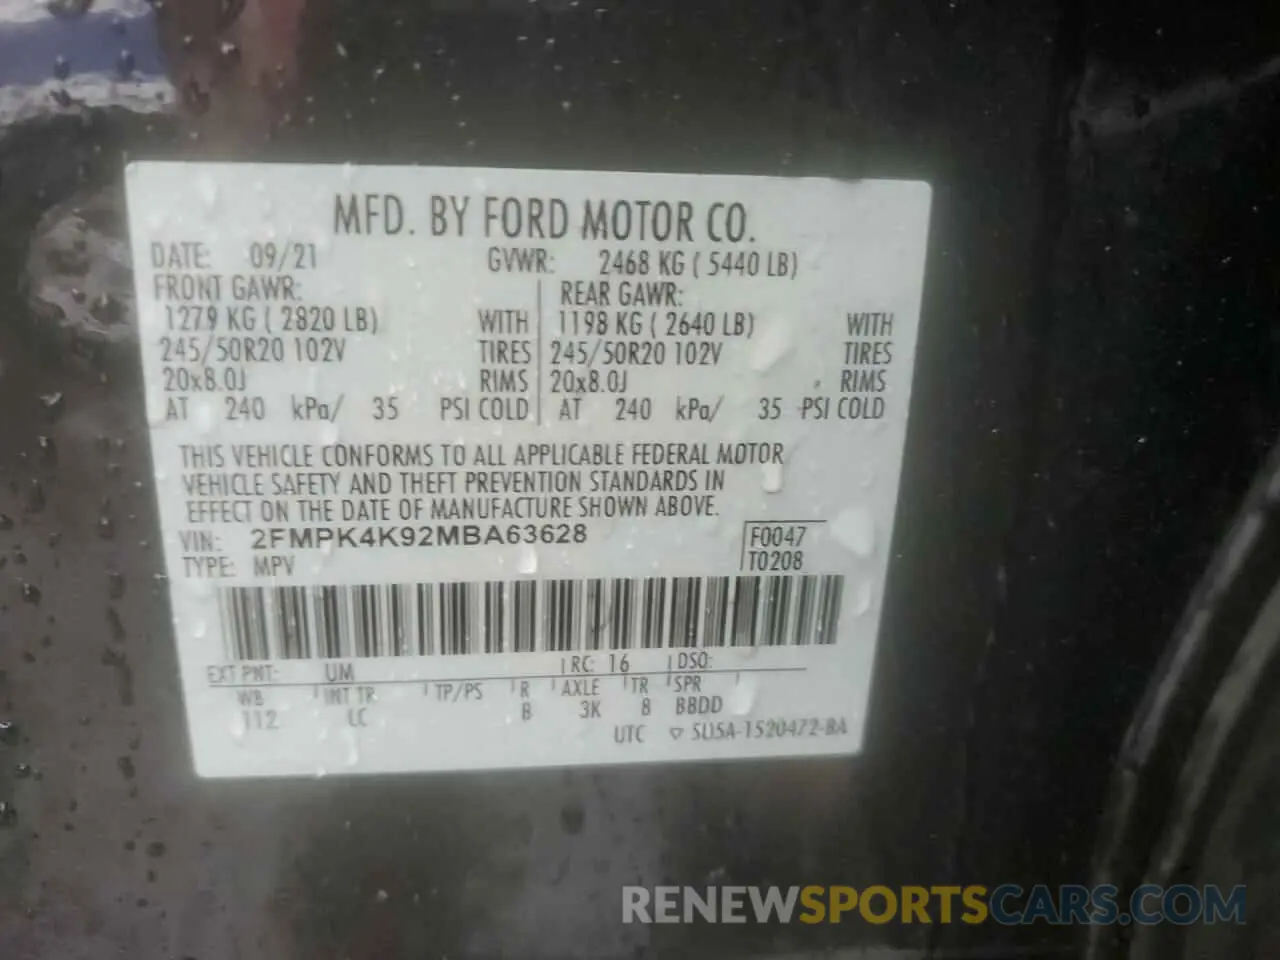 MFD. BY FORD MOTOR CO.
DATE: 09/21 GVWR: 2468 KG ( 5440 LB)
FRONT GAWR: REAR GAWR:
1279 KG ( 2820 LB) WITH 1198 KG ( 2640 LB) WITH
245/50R20 102V TIRES 245/50R20 102V TIRES
20x8.0J RIMS 20x8.0J RIMS
AT 240 kPa/ 35 PSI COLD AT 240 kPa/ 35 PSI COLD
THIS VEHICLE CONFORMS TO ALL APPLICABLE FEDERAL MOTOR
VEHICLE SAFETY AND THEFT PREVENTION STANDARDS IN
EFFECT ON THE DATE OF MANUFACTURE SHOWN ABOVE.
VIN: 2FMPK4K92MBA63628 F0047
TYPE: MPV T0208
EXT PNT: UM RC: 16 DSO:
WB INT TR TP/PS R AXLE TR SPR
112 LC B 3K 8 BBDD
UTC ▽ SU5A-1520472-BA
RENEWSPORTSCARS.COM